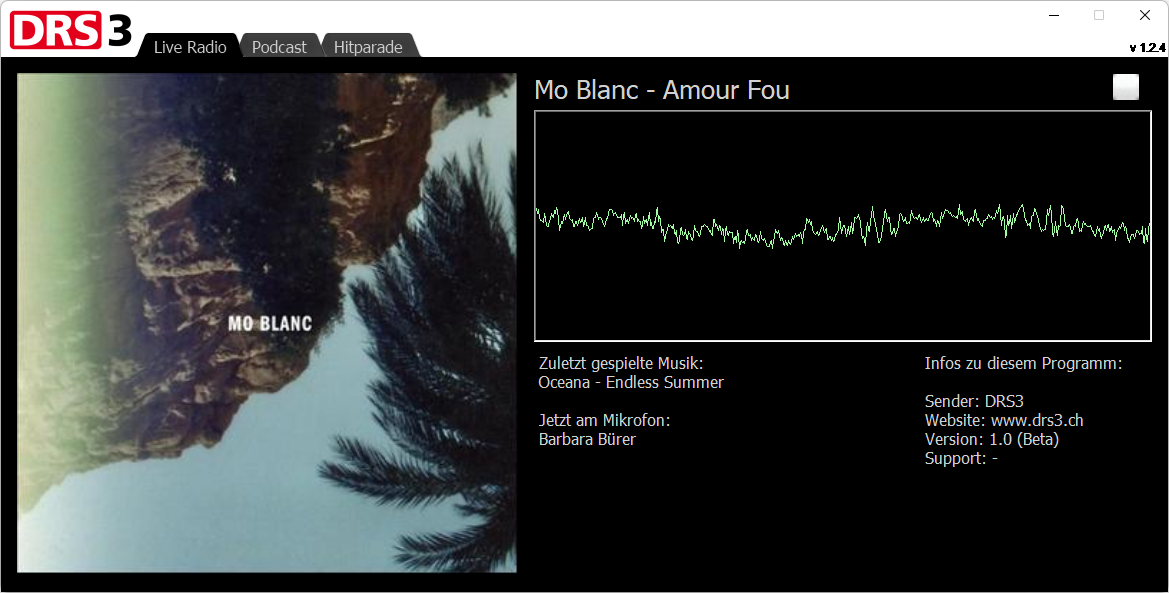 DRS 3
Live Radio
Podcast
Hitparade
v 1.2.4
Mo Blanc - Amour Fou
MO BLANC
Zuletzt gespielte Musik:
Oceana - Endless Summer
Jetzt am Mikrofon:
Barbara Bürer
Infos zu diesem Programm:
Sender: DRS3
Website: www.drs3.ch
Version: 1.0 (Beta)
Support: -